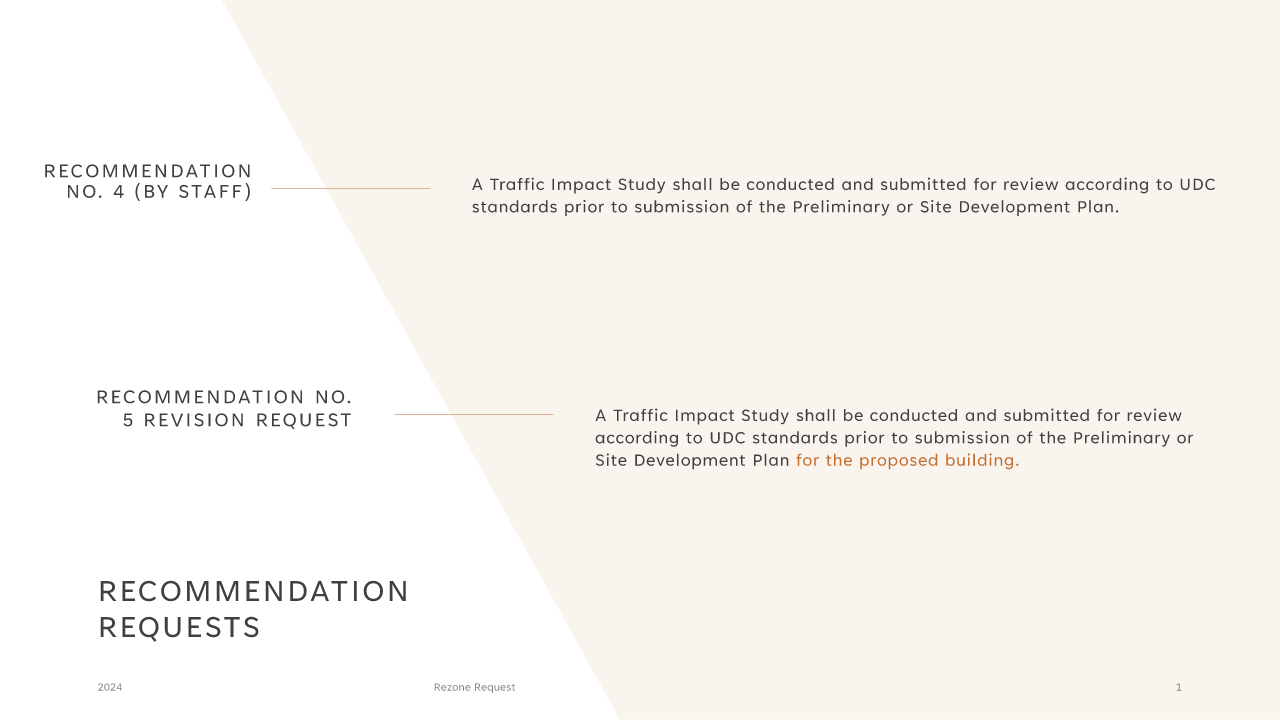 RECOMMENDATION
NO. 4 (BY STAFF)
A Traffic Impact Study shall be conducted and submitted for review according to UDC
standards prior to submission of the Preliminary or Site Development Plan.
RECOMMENDATION NO.
5 REVISION REQUEST
A Traffic Impact Study shall be conducted and submitted for review
according to UDC standards prior to submission of the Preliminary or
Site Development Plan for the proposed building.
RECOMMENDATION
REQUESTS
2024
Rezone Request
1